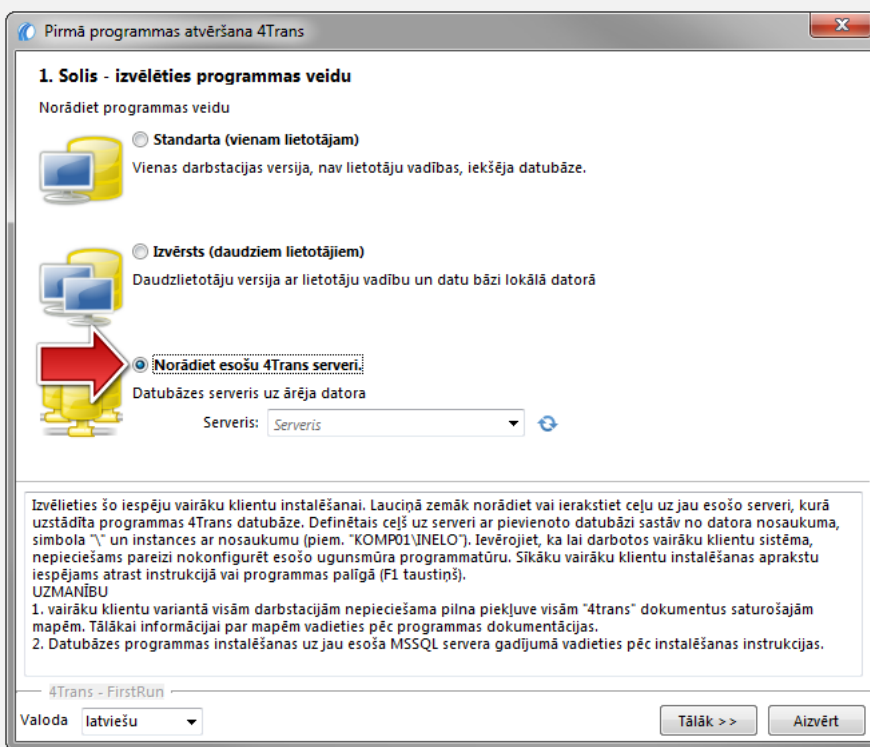 Pirmā programmas atvēršana 4Trans
1. Solis - izvēlēties programmas veidu
Norādiet programmas veidu
Standarta (vienam lietotājam)
Vienas darbstacijas versija, nav lietotāju vadības, iekšēja datubāze.
Izvērsts (daudziem lietotājiem)
Daudzlietotāju versija ar lietotāju vadību un datu bāzi lokālā datorā
Norādiet esošu 4Trans serveri.
Datubāzes serveris uz ārēja datora
Serveris: Serveris
Izvēlieties šo iespēju vairāku klientu instalēšanai. Lauciņā zemāk norādiet vai ierakstiet ceļu uz jau esošo serveri, kurā
uzstādīta programmas 4Trans datubāze. Definētais ceļš uz serveri ar pievienoto datubāzi sastāv no datora nosaukuma,
simbola "\" un instances ar nosaukumu (piem. "KOMP01\INELO"). Ievērojiet, ka lai darbotos vairāku klientu sistēma,
nepieciešams pareizi nokonfigurēt esošo ugunsmūra programmatūru. Sīkāku vairāku klientu instalēšanas aprakstu
iespējams atrast instrukcijā vai programmas palīgā (F1 taustiņš).
UZMANĪBU
1. vairāku klientu variantā visām darbstacijām nepieciešama pilna piekļuve visām "4trans" dokumentus saturošajām
mapēm. Tālākai informācijai par mapēm vadieties pēc programmas dokumentācijas.
2. Datubāzes programmas instalēšanas uz jau esoša MSSQL servera gadījumā vadieties pēc instalēšanas instrukcijas.
4Trans - FirstRun
Valoda latviešu Tālāk >> Aizvērt